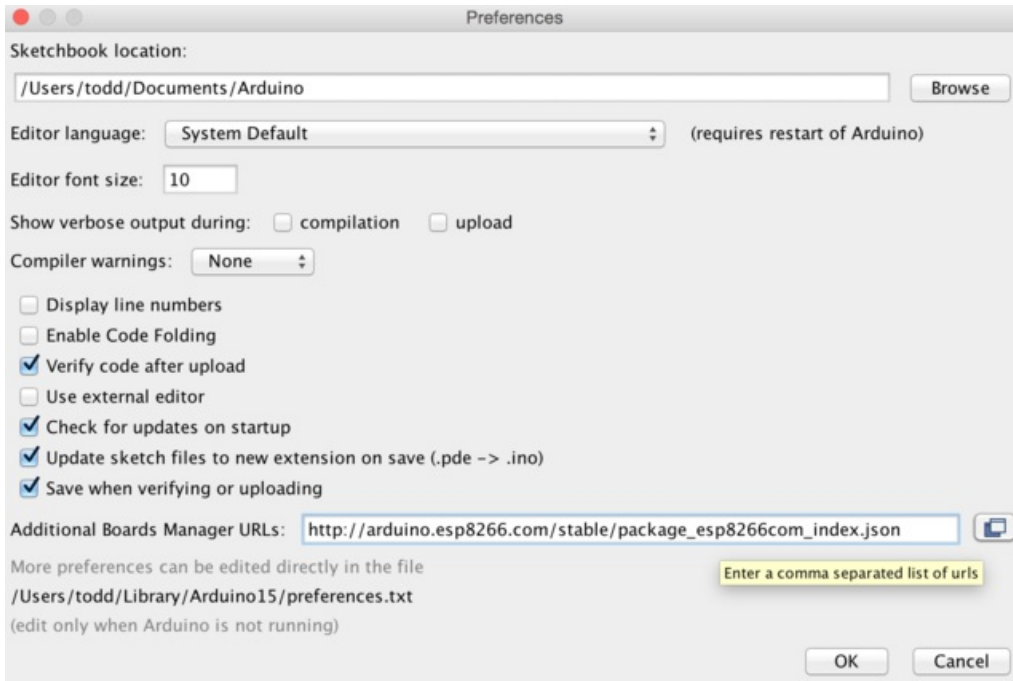 Preferences
Sketchbook location:
/Users/todd/Documents/Arduino Browse
Editor language: System Default (requires restart of Arduino)
Editor font size: 10
Show verbose output during: compilation upload
Compiler warnings: None
Display line numbers
Enable Code Folding
Verify code after upload
Use external editor
Check for updates on startup
Update sketch files to new extension on save (.pde -> .ino)
Save when verifying or uploading
Additional Boards Manager URLs: http://arduino.esp8266.com/stable/package_esp8266com_index.json
More preferences can be edited directly in the file
Enter a comma separated list of urls
/Users/todd/Library/Arduino15/preferences.txt
(edit only when Arduino is not running)
OK Cancel